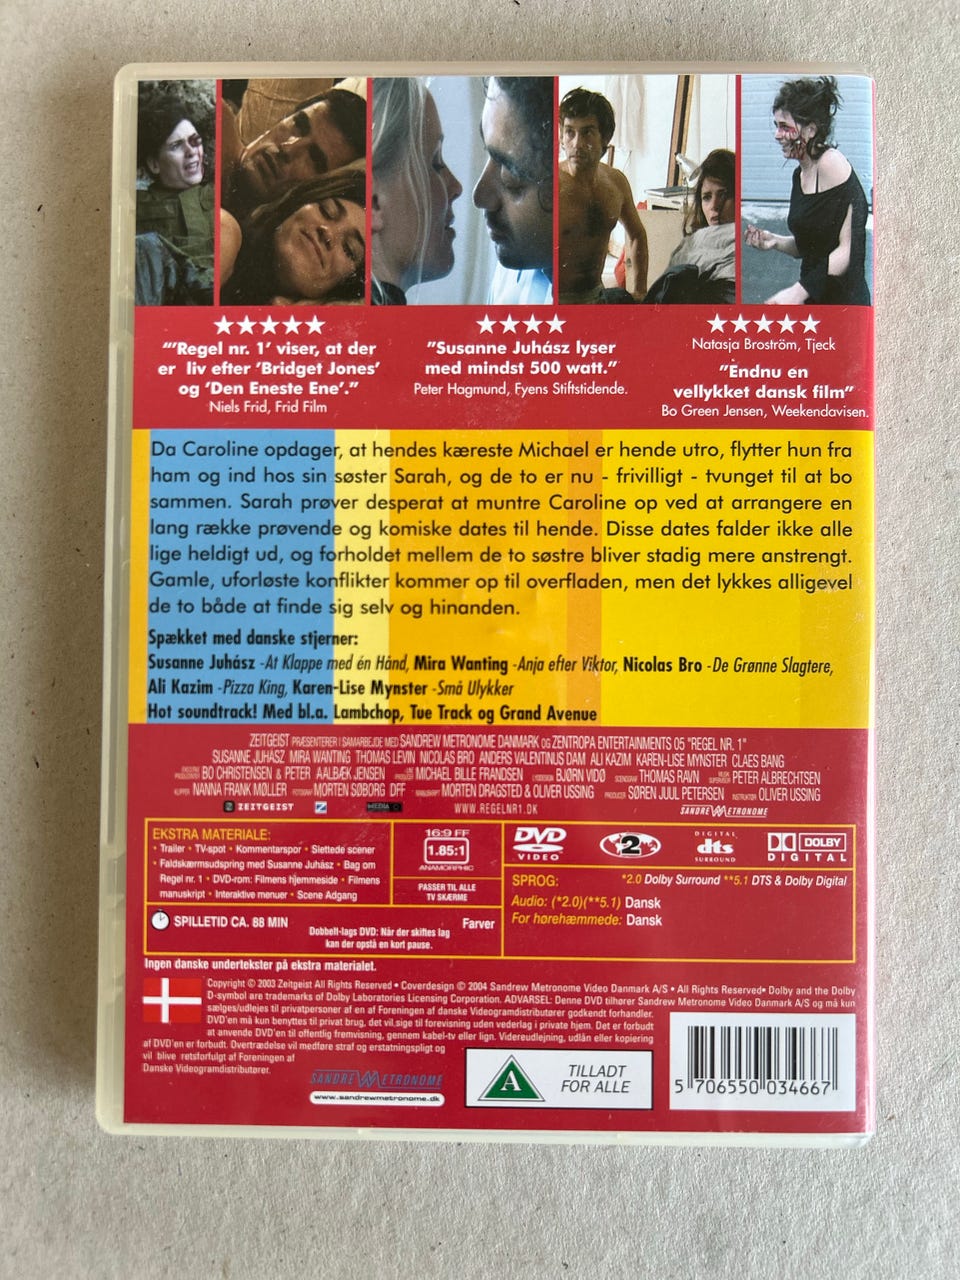 "'Regel nr. 1' viser, at der
er liv efter 'Bridget Jones'
og 'Den Eneste Ene'."
Niels Frid, Frid Film
"Susanne Juhász lyser
med mindst 500 watt."
Peter Hagmund, Fyens Stiftstidende.
Natasja Broström, Tjeck
"Endnu en
vellykket dansk film"
Bo Green Jensen, Weekendavisen.
Da Caroline opdager, at hendes kæreste Michael er hende utro, flytter hun fra
ham og ind hos sin søster Sarah, og de to er nu - frivilligt - tvunget til at bo
sammen. Sarah prøver desperat at muntre Caroline op ved at arrangere en
lang række prøvende og komiske dates til hende. Disse dates falder ikke alle
lige heldigt ud, og forholdet mellem de to søstre bliver stadig mere anstrengt.
Gamle, uforløste konflikter kommer op til overfladen, men det lykkes alligevel
de to både at finde sig selv og hinanden.
Spækket med danske stjerner:
Susanne Juhász -At Klappe med én Hånd, Mira Wanting -Anja efter Viktor, Nicolas Bro -De Grønne Slagtere,
Ali Kazim -Pizza King, Karen-Lise Mynster -Små Ulykker
Hot soundtrack! Med bl.a. Lambchop, Tue Track og Grand Avenue
ZEITGEIST PRÆSENTERER I SAMARBEJDE MED SANDREW METRONOME DANMARK OG ZENTROPA ENTERTAINMENTS 05 "REGEL NR. 1"
SUSANNE JUHÁSZ MIRA WANTING THOMAS LEVIN NICOLAS BRO ANDERS VALENTINUS DAM ALI KAZIM KAREN-LISE MYNSTER CLAES BANG
BO CHRISTENSEN & PETER AALBÆK JENSEN MICHAEL BILLE FRANDSEN LYDDESIGN BJØRN VIDØ SCENOGRAF THOMAS RAVN PETER ALBRECHTSEN
KLIPPER NANNA FRANK MØLLER FOTOGRAF MORTEN SØBORG DFF MANUSKRIPT MORTEN DRAGSTED & OLIVER USSING PRODUCER SØREN JUUL PETERSEN INSTRUKTØR OLIVER USSING
ZEITGEIST MEDIA WWW.REGELNR1.DK SANDREW METRONOME
EKSTRA MATERIALE:
• Trailer • TV-spot • Kommentarspor • Slettede scener
• Faldskærmsudspring med Susanne Juhász • Bag om
Regel nr. 1 • DVD-rom: Filmens hjemmeside • Filmens
manuskript • Interaktive menuer • Scene Adgang
16:9 FF
1.85:1
ANAMORPHIC
PASSER TIL ALLE
TV SKÆRME
SPILLETID CA. 88 MIN
Farver
Dobbelt-lags DVD: Når der skiftes lag
kan der opstå en kort pause.
DVD
VIDEO
2
DIGITAL
dts
SURROUND
DOLBY
DIGITAL
SPROG:
*2.0 Dolby Surround **5.1 DTS & Dolby Digital
Audio: (*2.0)(**5.1) Dansk
For hørehæmmede: Dansk
Ingen danske undertekster på ekstra materialet.
Copyright © 2003 Zeitgeist All Rights Reserved • Coverdesign © 2004 Sandrew Metronome Video Danmark A/S • All Rights Reserved• Dolby and the Dolby
D-symbol are trademarks of Dolby Laboratories Licensing Corporation. ADVARSEL: Denne DVD tilhører Sandrew Metronome Video Danmark A/S og må kun
sælges/udlejes til privatpersoner af en af Foreningen af danske Videogramdistributører godkendt forhandler.
DVD'en må kun benyttes til privat brug, det vil sige til forevisning uden vederlag i privat hjem. Det er forbudt
at anvende DVD'en til offentlig fremvisning, gennem kabel-tv eller lign. Videreudlejning, udlån eller kopiering
af DVD'en er forbudt. Overtrædelse vil medføre straf og erstatningspligt og
vil blive retsforfulgt af Foreningen af
Danske Videogramdistributører.
SANDREW METRONOME
www.sandrewmetronome.dk
A
TILLADT
FOR ALLE
5 706550 034667